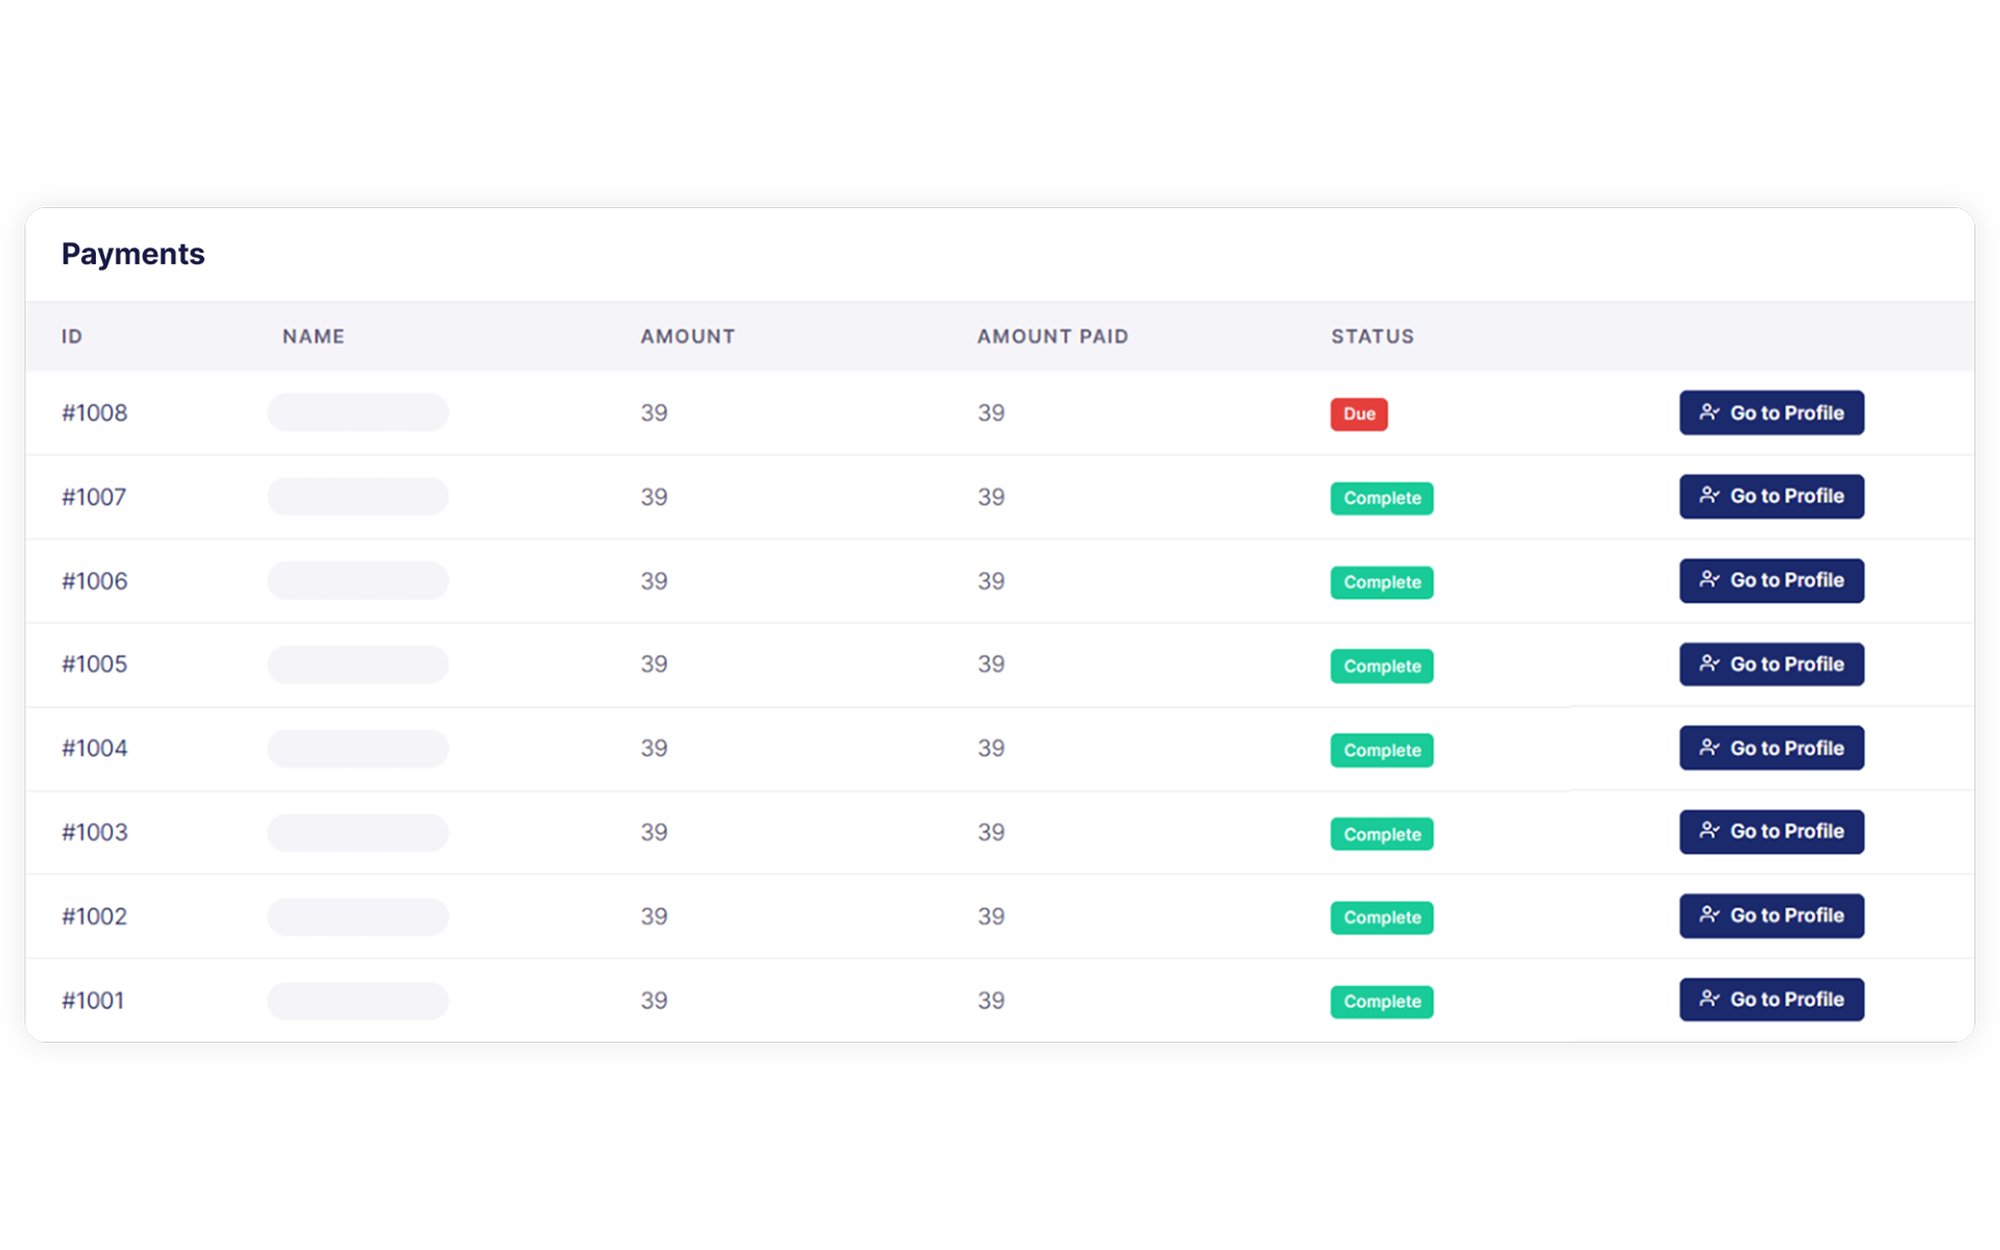 Payments
ID NAME AMOUNT AMOUNT PAID STATUS
#1008 39 39 Due Go to Profile
#1007 39 39 Complete Go to Profile
#1006 39 39 Complete Go to Profile
#1005 39 39 Complete Go to Profile
#1004 39 39 Complete Go to Profile
#1003 39 39 Complete Go to Profile
#1002 39 39 Complete Go to Profile
#1001 39 39 Complete Go to Profile